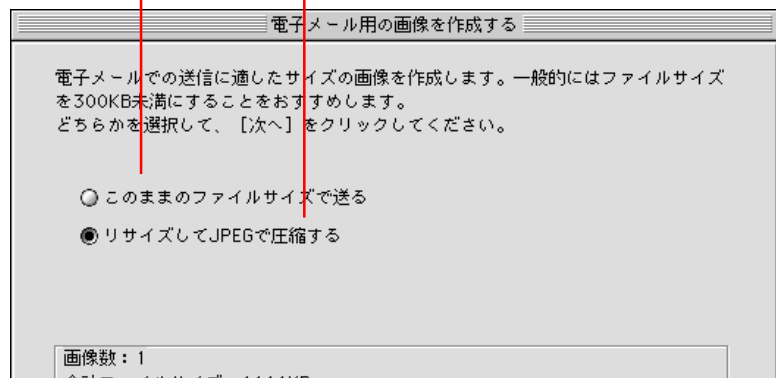 電子メール用の画像を作成する
電子メールでの送信に適したサイズの画像を作成します。一般的にはファイルサイズ
を300KB未満にすることをおすすめします。
どちらかを選択して、［次へ］をクリックしてください。
このままのファイルサイズで送る
リサイズしてJPEGで圧縮する
画像数：1